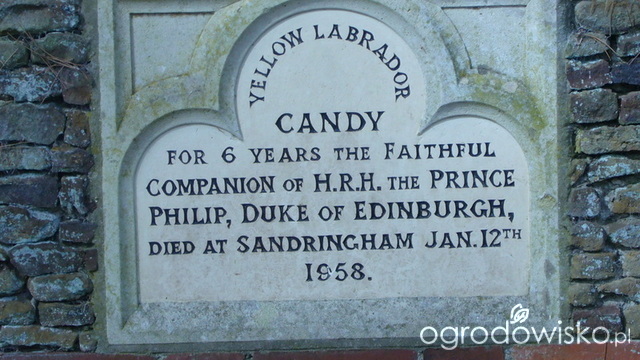 YELLOW LABRADOR
CANDY
FOR 6 YEARS THE FAITHFUL
COMPANION OF H.R.H. THE PRINCE
PHILIP, DUKE OF EDINBURGH,
DIED AT SANDRINGHAM JAN. 12TH
1958.
ogrodowisko.pl